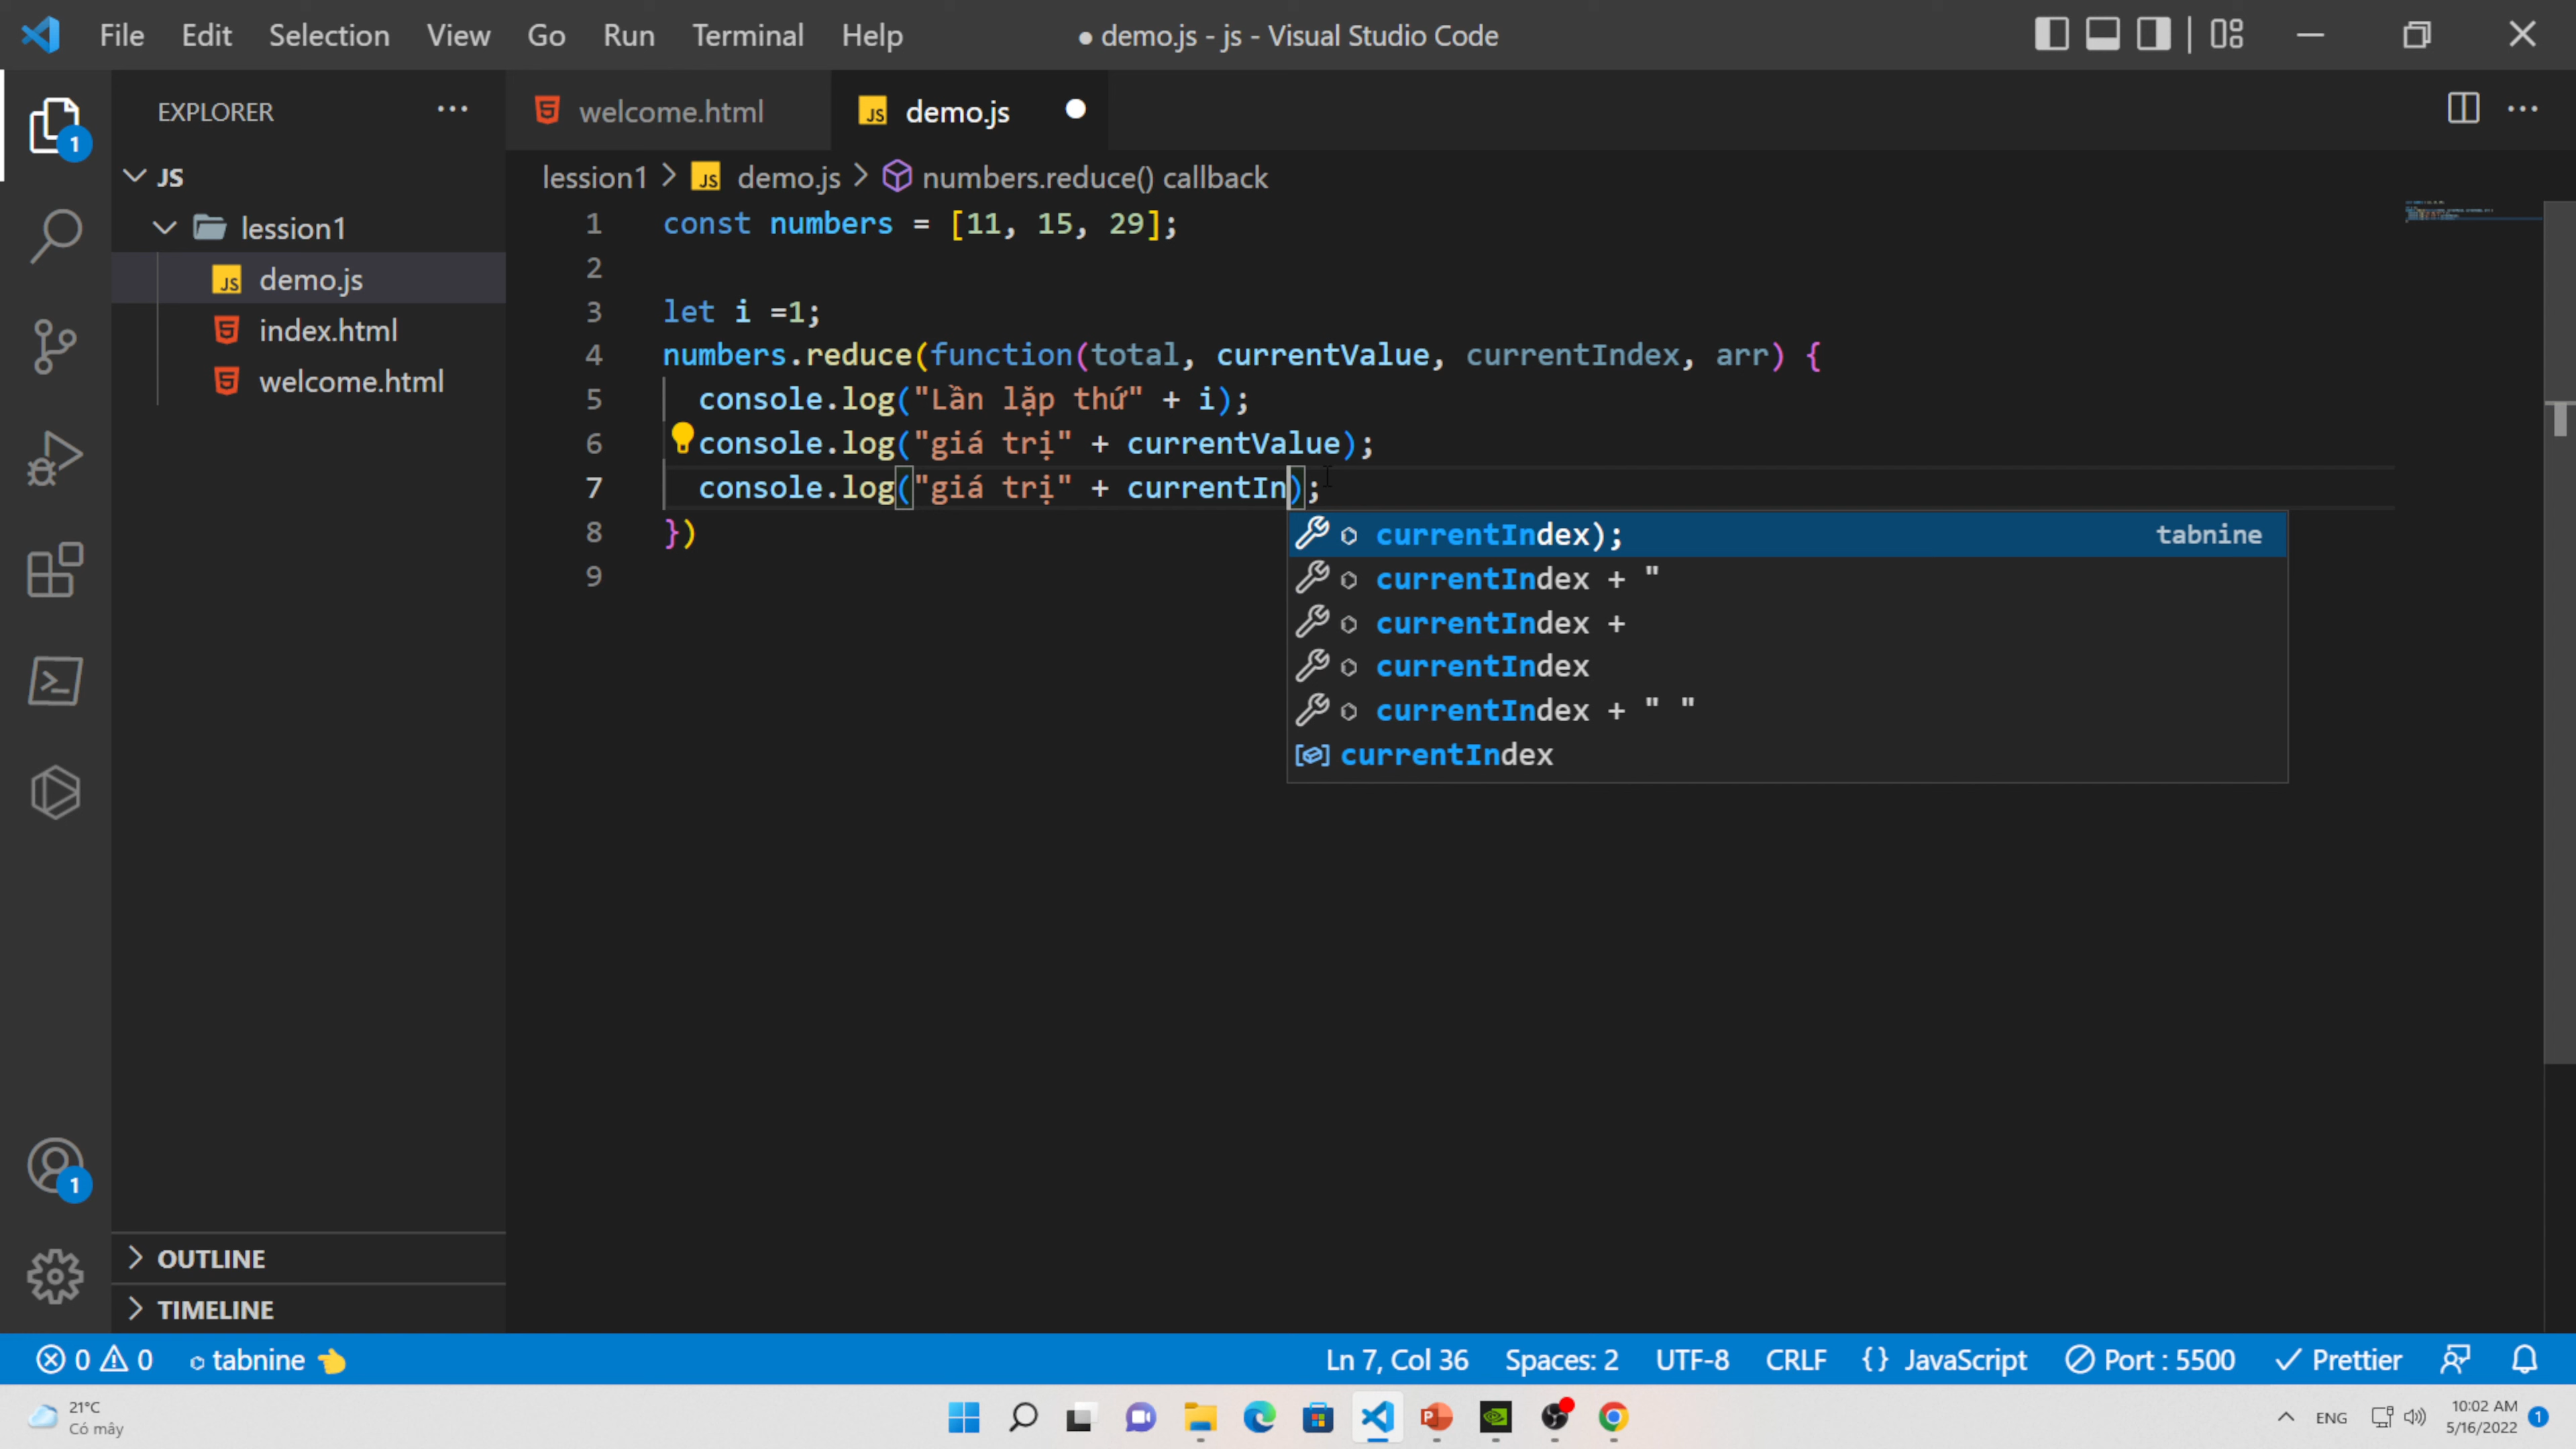 File Edit Selection View Go Run Terminal Help
● demo.js - js - Visual Studio Code
EXPLORER
1
JS
lession1
demo.js
index.html
welcome.html
welcome.html
demo.js
lession1 > demo.js > numbers.reduce() callback
1 const numbers = [11, 15, 29];
2
3 let i =1;
4 numbers.reduce(function(total, currentValue, currentIndex, arr) {
5 console.log("Lần lặp thứ" + i);
6 console.log("giá trị" + currentValue);
7 console.log("giá trị" + currentIn);
8 })
9
currentIndex); tabnine
currentIndex + "
currentIndex +
currentIndex
currentIndex + " "
currentIndex
1
OUTLINE
TIMELINE
0 0 tabnine
Ln 7, Col 36 Spaces: 2 UTF-8 CRLF {} JavaScript Port : 5500 Prettier
21°C
Có mây
ENG
10:02 AM
5/16/2022
1